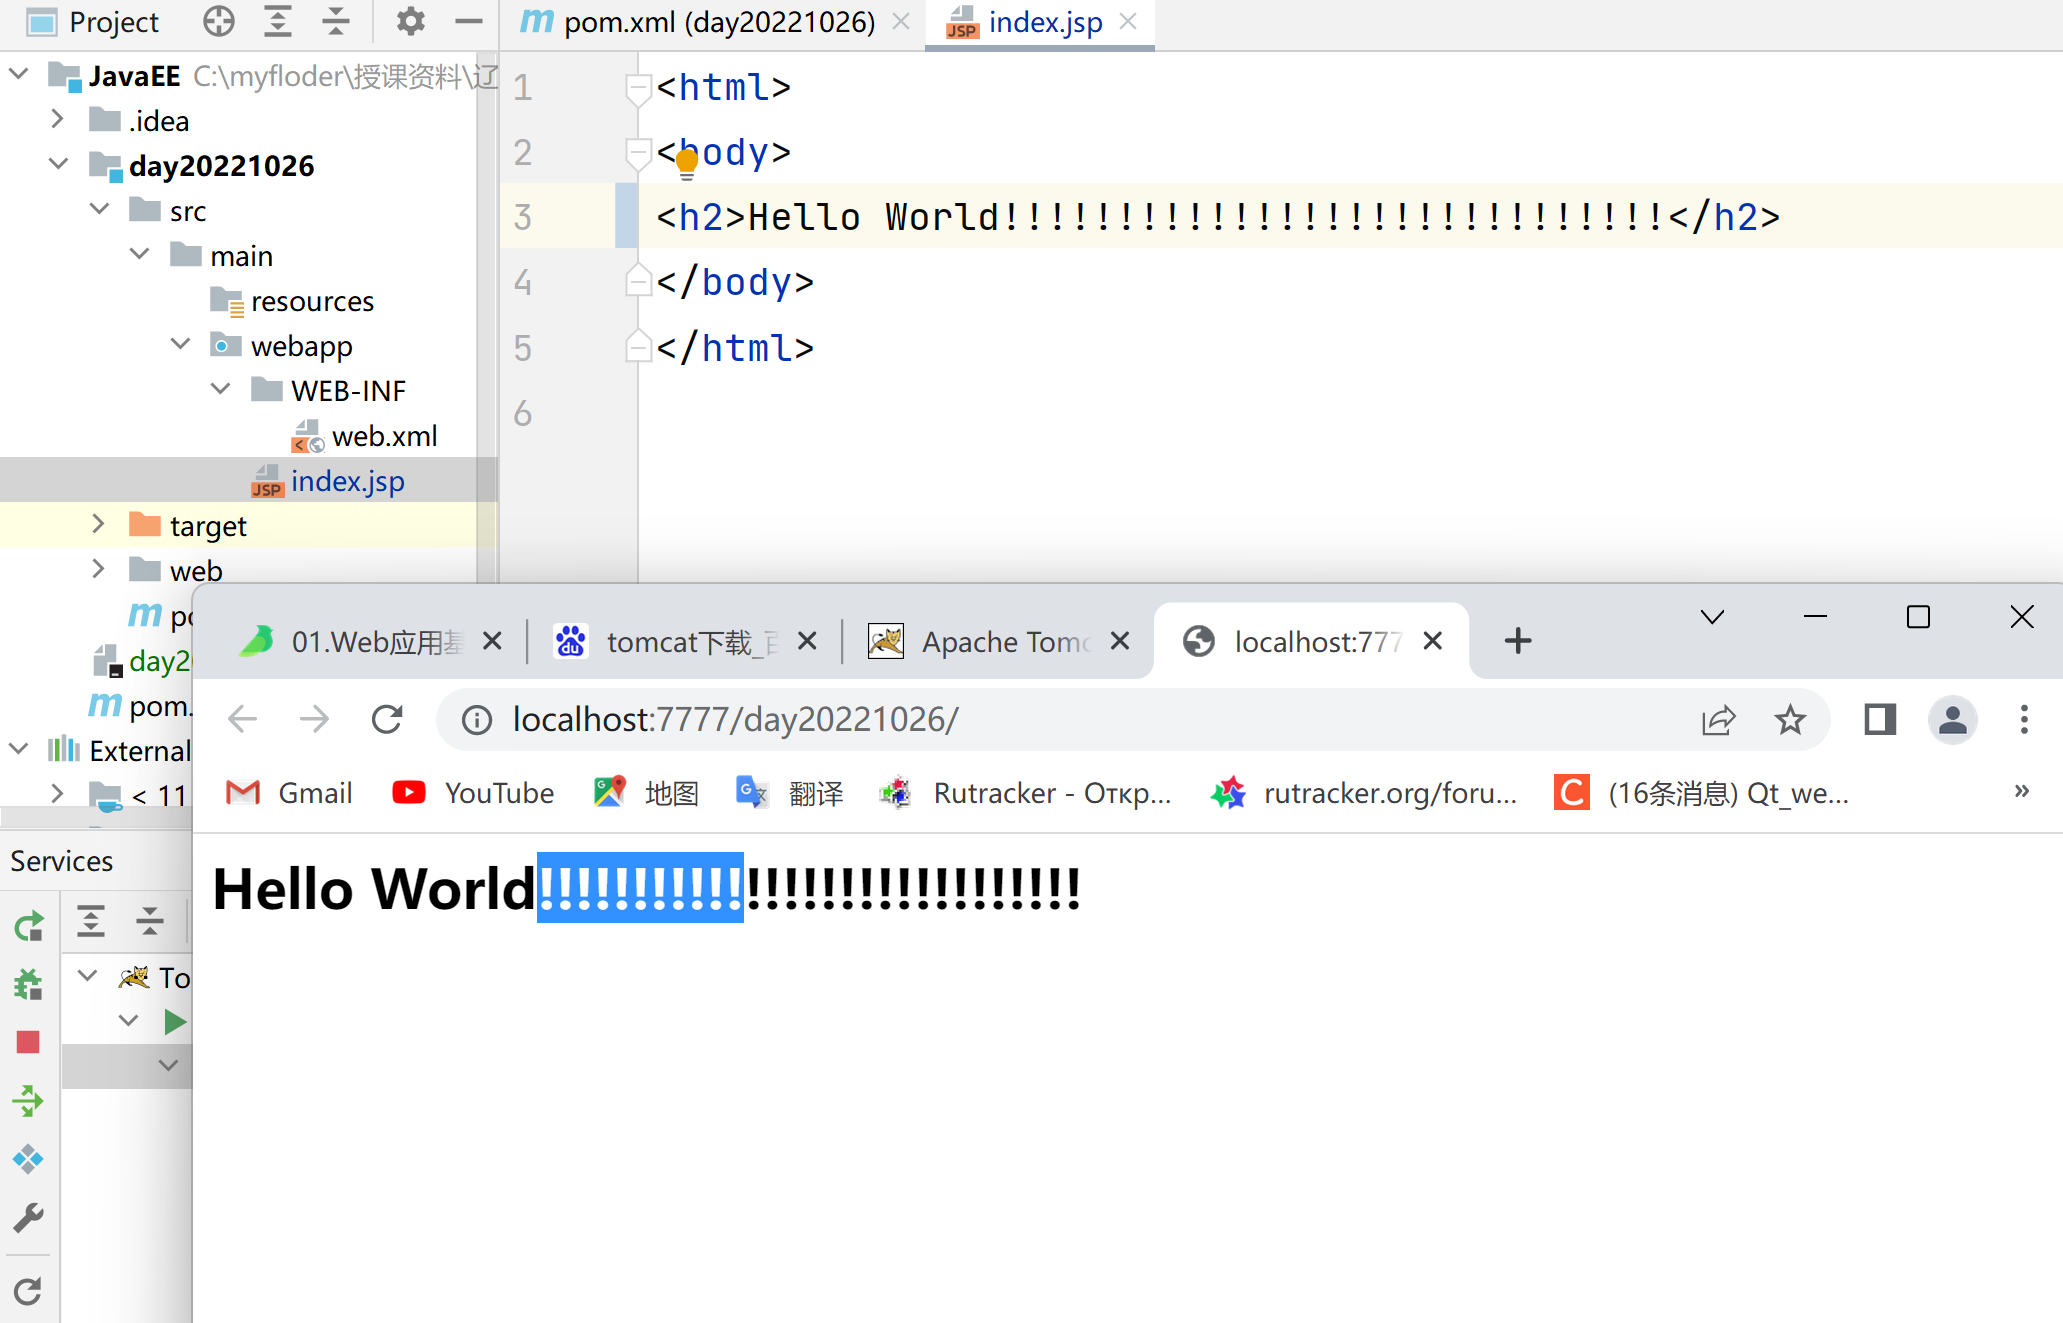 Project
pom.xml (day20221026)
index.jsp
JavaEE C:\myfloder\授课资料\辽
.idea
day20221026
src
main
resources
webapp
WEB-INF
web.xml
index.jsp
target
web
po
day2
pom.
External
< 11
1 <html>
2 <body>
3 <h2>Hello World!!!!!!!!!!!!!!!!!!!!!!!!!!!!!</h2>
4 </body>
5 </html>
6
01.Web应用基
tomcat下载_百
Apache Tomc
localhost:777
localhost:7777/day20221026/
Gmail
YouTube
地图
翻译
Rutracker - Откр...
rutracker.org/foru...
(16条消息) Qt_we...
»
Hello World!!!!!!!!!!!!!!!!!!!!!!!!!!!!!
Services
To